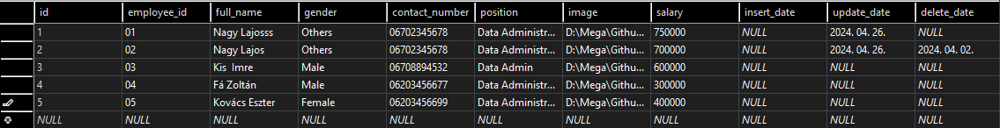 id employee_id full_name gender contact_number position image salary insert_date update_date delete_date
1 01 Nagy Lajosss Others 06702345678 Data Administr... D:\Mega\Githu... 750000 NULL 2024. 04. 26. NULL
2 02 Nagy Lajos Others 06702345678 Data Administr... D:\Mega\Githu... 700000 NULL 2024. 04. 26. 2024. 04. 02.
3 03 Kis  Imre Male 06708894532 Data Admin D:\Mega\Githu... 600000 NULL NULL NULL
4 04 Fá Zoltán Male 06203456677 Data Administr... D:\Mega\Githu... 300000 NULL NULL NULL
5 05 Kovács Eszter Female 06203456699 Data Administr... D:\Mega\Githu... 400000 NULL NULL NULL
NULL NULL NULL NULL NULL NULL NULL NULL NULL NULL NULL